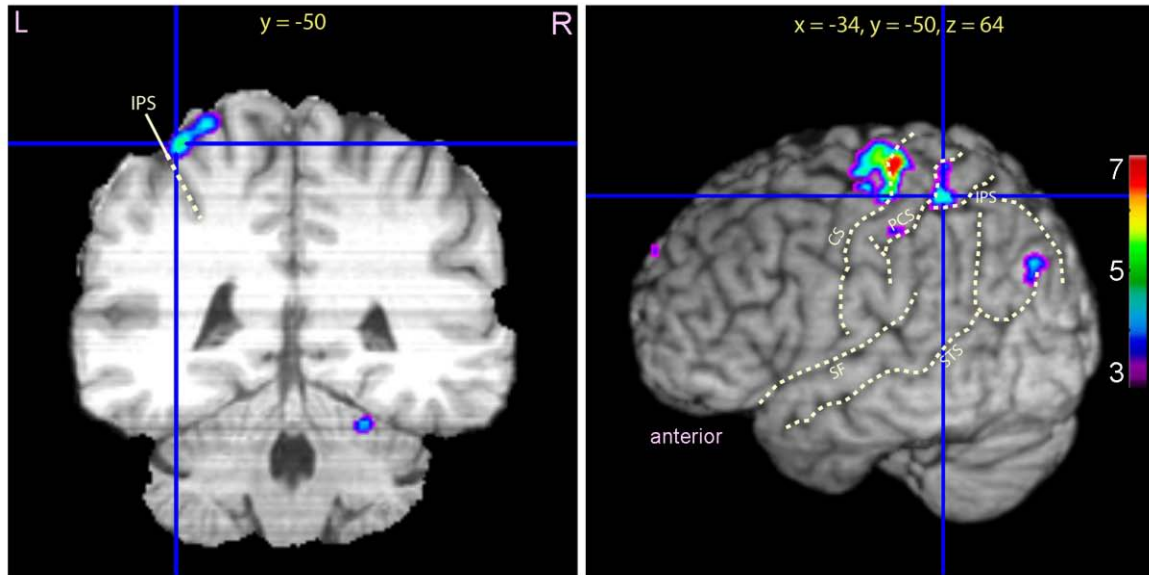 L
y = -50
R
IPS
x = -34, y = -50, z = 64
IPS
PCS
CS
SF
STS
anterior
7
5
3